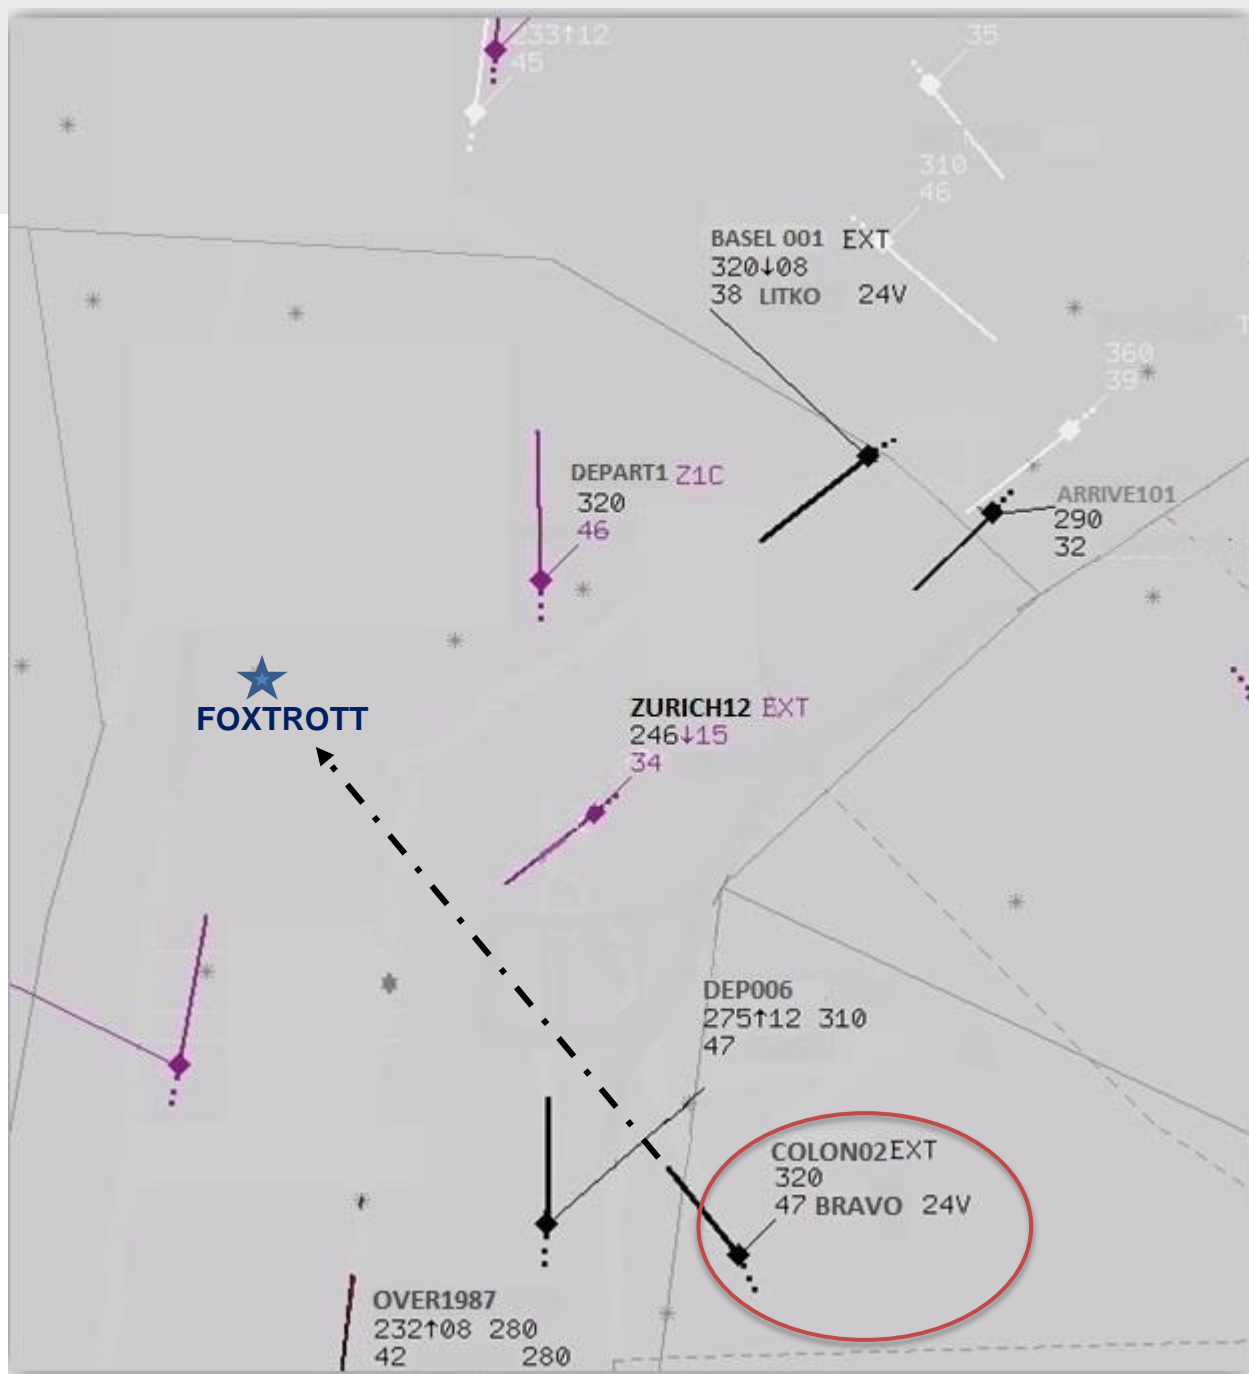 233↑12
45
35
310
46
BASEL 001 EXT
320↓08
38 LITKO 24V
T
360
39
DEPART1 Z1C
320
46
ARRIVE101
290
32
FOXTROTT
ZURICH12 EXT
246↓15
34
DEP006
275↑12 310
47
COLON02 EXT
320
47 BRAVO 24V
OVER1987
232↑08 280
42 280